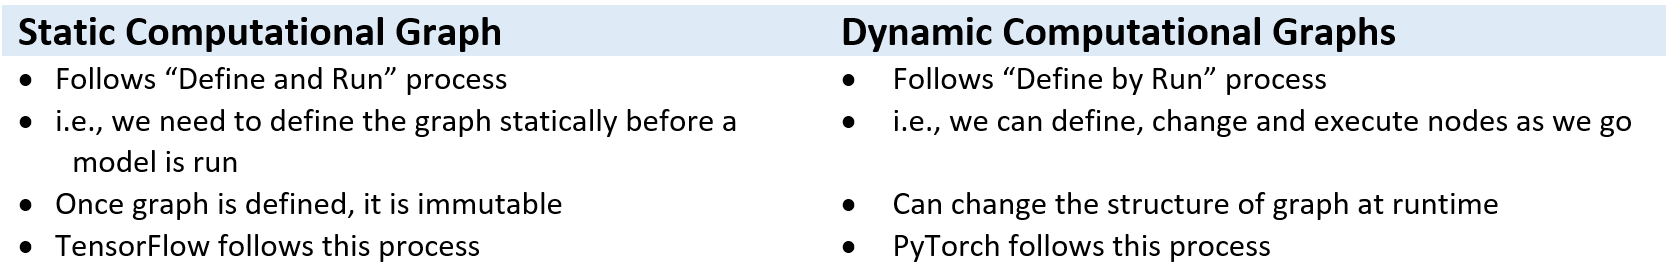 Static Computational Graph
• Follows “Define and Run” process
• i.e., we need to define the graph statically before a
model is run
• Once graph is defined, it is immutable
• TensorFlow follows this process
Dynamic Computational Graphs
• Follows “Define by Run” process
• i.e., we can define, change and execute nodes as we go
• Can change the structure of graph at runtime
• PyTorch follows this process